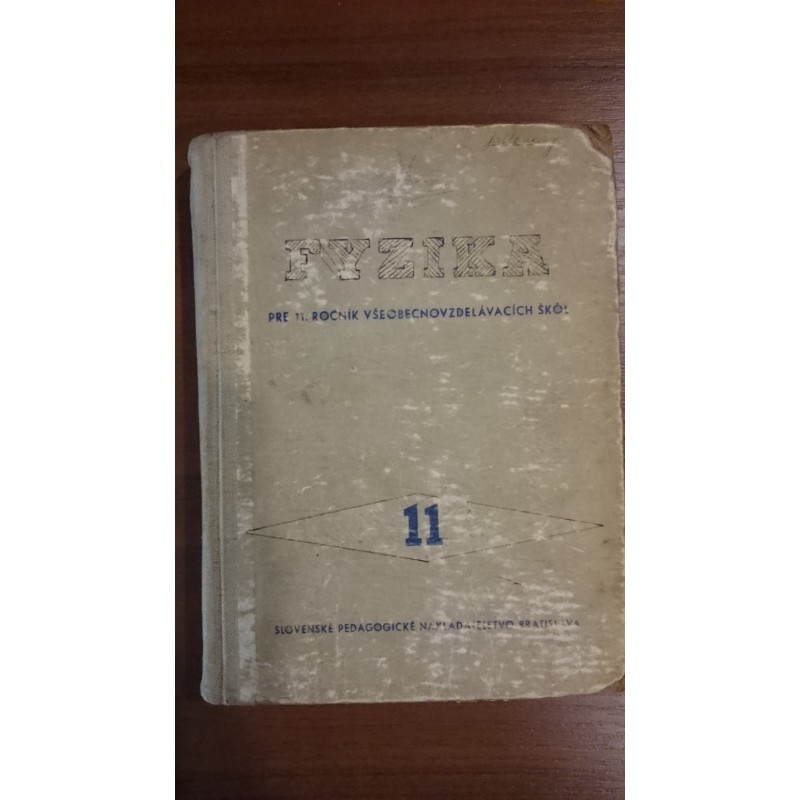 FYZIKA
PRE 11. ROČNÍK VŠEOBECNOVZDELÁVACÍCH ŠKÔL
11
SLOVENSKÉ PEDAGOGICKÉ NAKLADATEĽSTVO BRATISLAVA